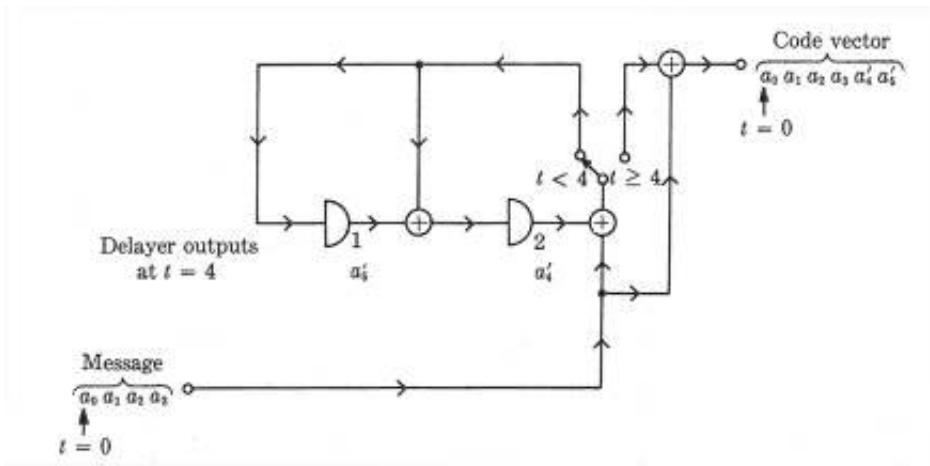 Code vector
a₀ a₁ a₂ a₃ a₄′ a₅′
t = 0
t < 4 t ≥ 4
+
+
+
1
2
Delayer outputs
at t = 4
a₅′
a₄′
Message
a₀ a₁ a₂ a₃
t = 0